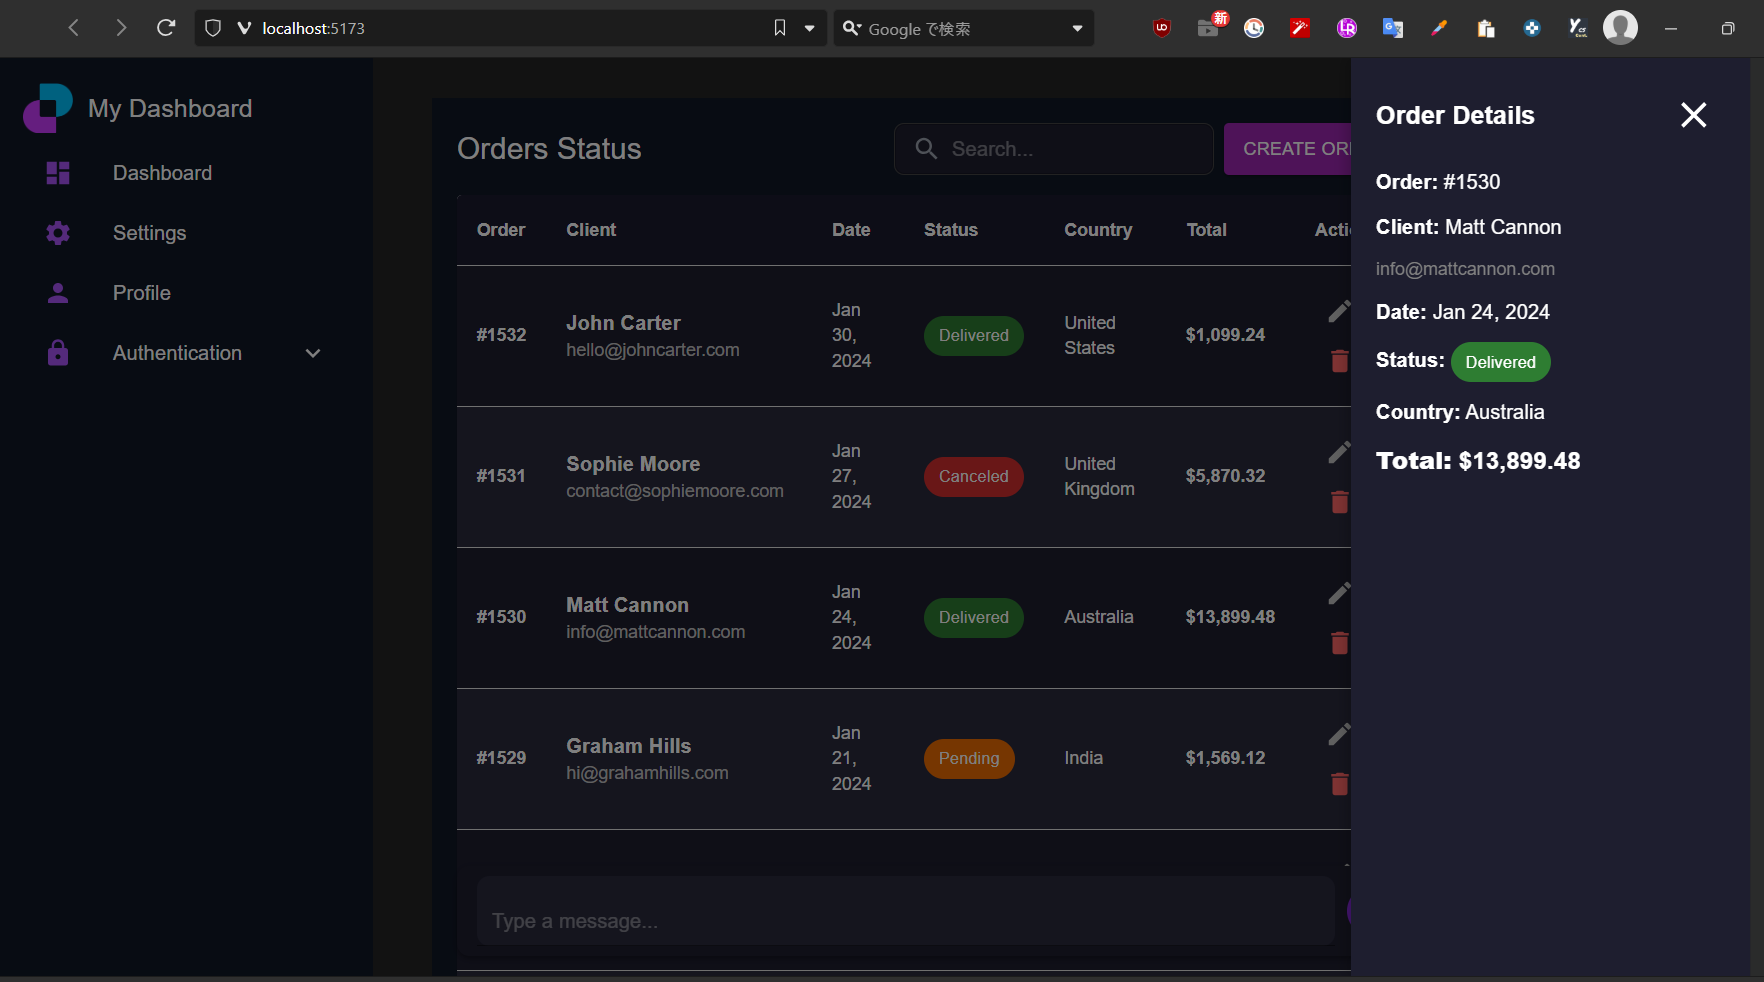 localhost:5173
Google で検索
新
My Dashboard
Dashboard
Settings
Profile
Authentication
Orders Status
Search...
CREATE OR
Order Client Date Status Country Total Acti
#1532 John Carter hello@johncarter.com Jan 30, 2024 Delivered United States $1,099.24
#1531 Sophie Moore contact@sophiemoore.com Jan 27, 2024 Canceled United Kingdom $5,870.32
#1530 Matt Cannon info@mattcannon.com Jan 24, 2024 Delivered Australia $13,899.48
#1529 Graham Hills hi@grahamhills.com Jan 21, 2024 Pending India $1,569.12
Type a message...
Order Details
Order: #1530
Client: Matt Cannon
info@mattcannon.com
Date: Jan 24, 2024
Status: Delivered
Country: Australia
Total: $13,899.48